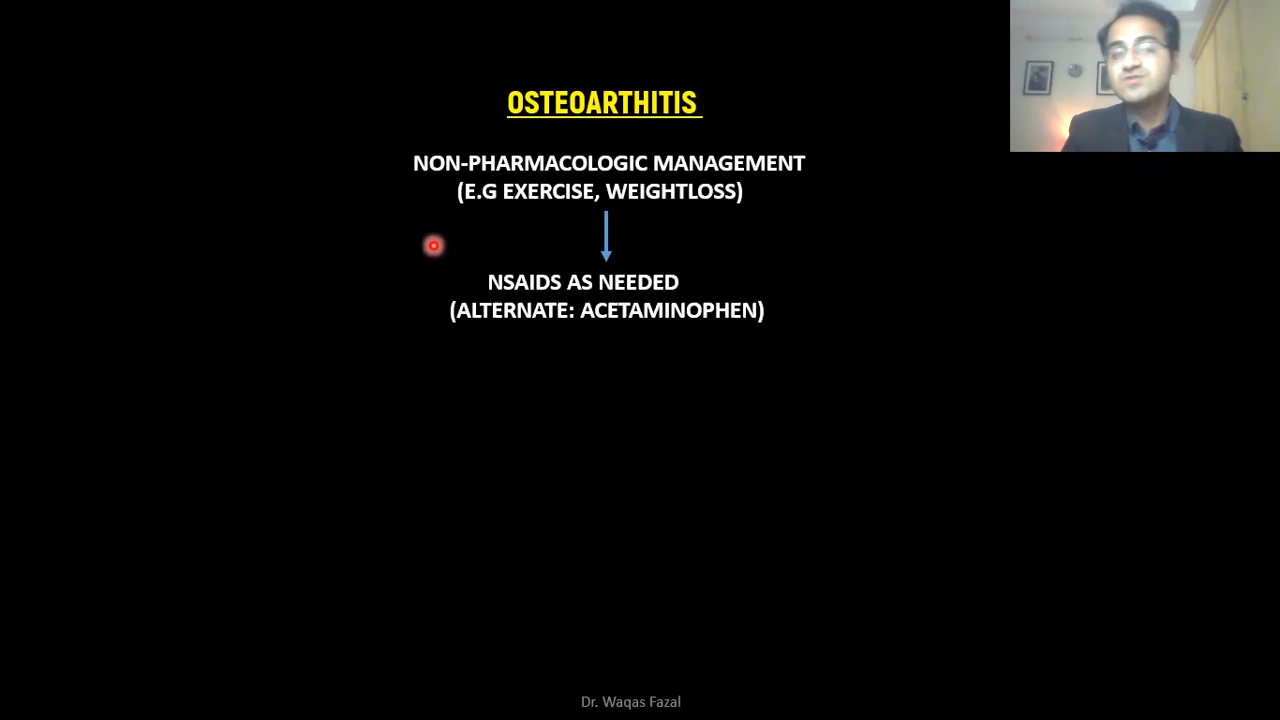 OSTEOARTHITIS
NON-PHARMACOLOGIC MANAGEMENT
(E.G EXERCISE, WEIGHTLOSS)
NSAIDS AS NEEDED
(ALTERNATE: ACETAMINOPHEN)
Dr. Waqas Fazal